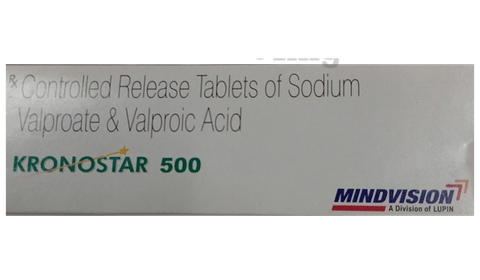 ℞ Controlled Release Tablets of Sodium
Valproate & Valproic Acid
KRONOSTAR 500
MINDVISION
A Division of LUPIN